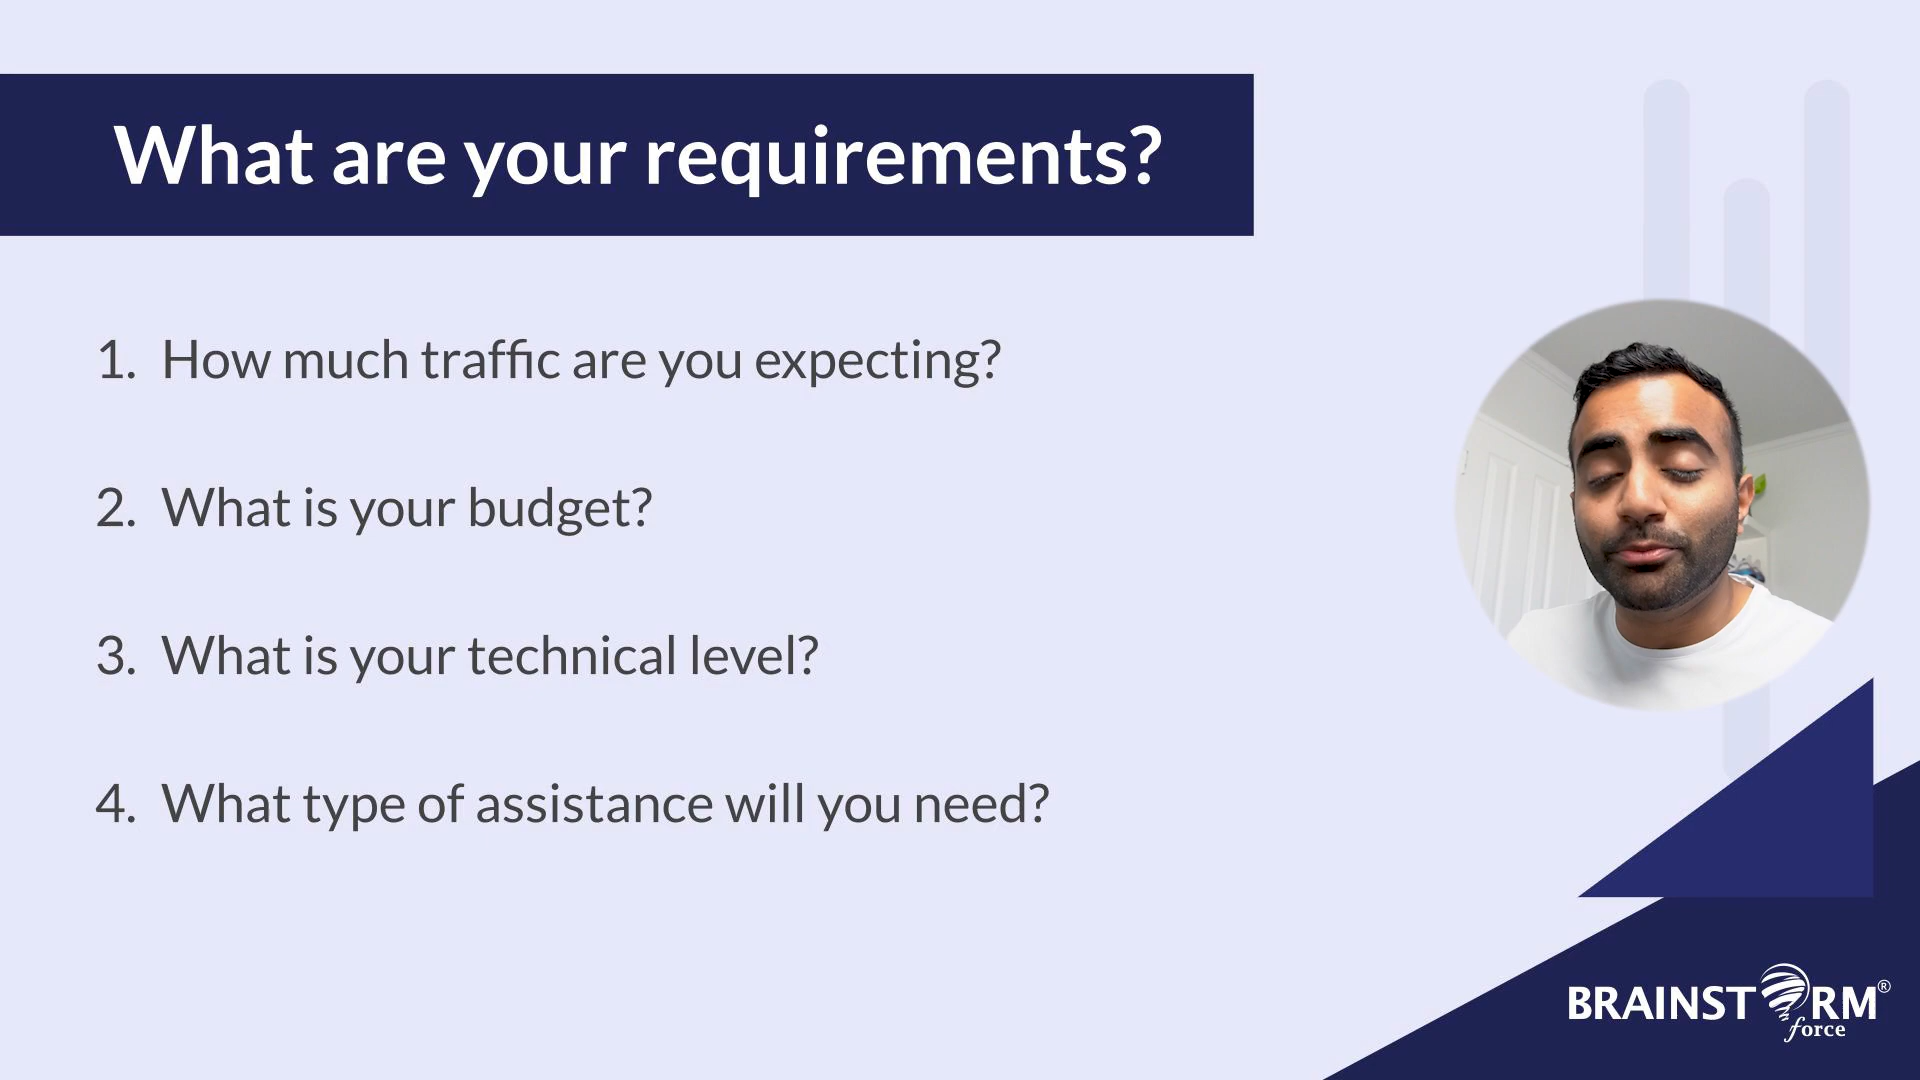 What are your requirements?
1. How much traffic are you expecting?
2. What is your budget?
3. What is your technical level?
4. What type of assistance will you need?
BRAINSTORM®
force